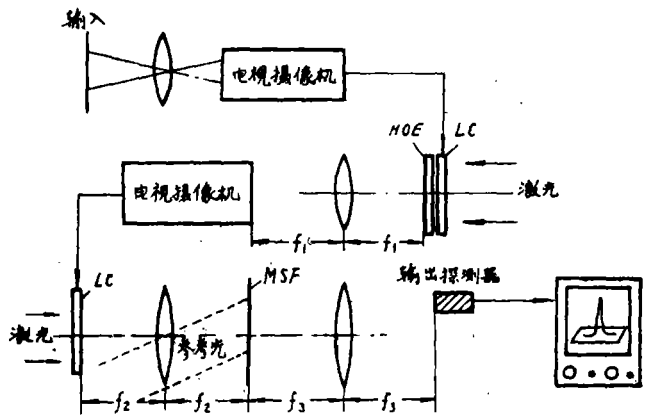 输入
电视摄像机
HOE LC
电视摄像机
激光
f₁ f₁
LC
MSF
输出探测器
激光
参考光
f₂ f₂ f₃ f₃